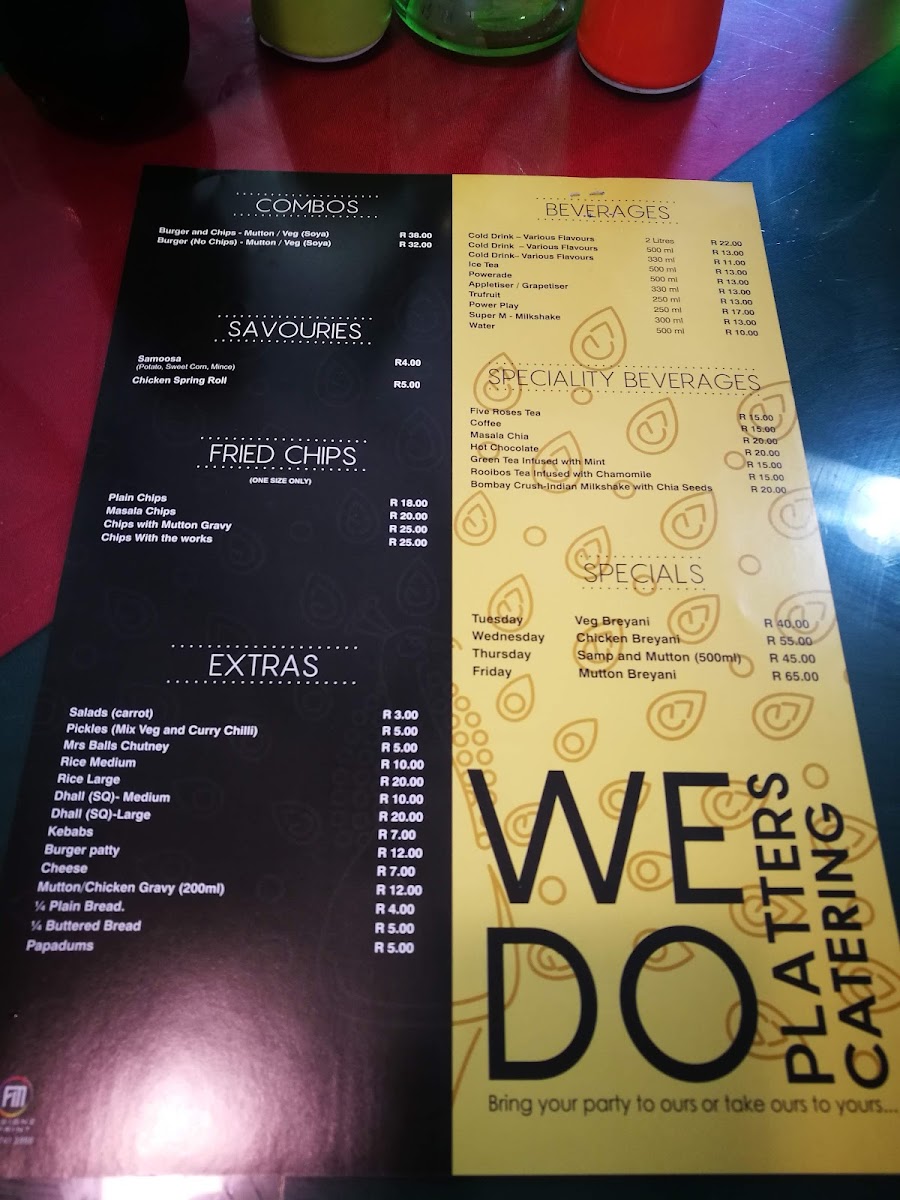 COMBOS
Burger and Chips - Mutton / Veg (Soya) R 38.00
Burger (No Chips) - Mutton / Veg (Soya) R 32.00
SAVOURIES
Samoosa R4.00
(Potato, Sweet Corn, Mince)
Chicken Spring Roll R5.00
FRIED CHIPS
(ONE SIZE ONLY)
Plain Chips R 18.00
Masala Chips R 20.00
Chips with Mutton Gravy R 25.00
Chips With the works R 25.00
EXTRAS
Salads (carrot) R 3.00
Pickles (Mix Veg and Curry Chilli) R 5.00
Mrs Balls Chutney R 5.00
Rice Medium R 10.00
Rice Large R 20.00
Dhall (SQ)- Medium R 10.00
Dhall (SQ)-Large R 20.00
Kebabs R 7.00
Burger patty R 12.00
Cheese R 7.00
Mutton/Chicken Gravy (200ml) R 12.00
¼ Plain Bread. R 4.00
¼ Buttered Bread R 5.00
Papadums R 5.00
BEVERAGES
Cold Drink – Various Flavours 2 Litres R 22.00
Cold Drink – Various Flavours 500 ml R 13.00
Cold Drink– Various Flavours 330 ml R 11.00
Ice Tea 500 ml R 13.00
Powerade 500 ml R 13.00
Appletiser / Grapetiser 330 ml R 13.00
Trufruit 250 ml R 13.00
Power Play 250 ml R 17.00
Super M - Milkshake 300 ml R 13.00
Water 500 ml R 10.00
SPECIALITY BEVERAGES
Five Roses Tea R 15.00
Coffee R 15.00
Masala Chia R 20.00
Hot Chocolate R 20.00
Green Tea Infused with Mint R 15.00
Rooibos Tea Infused with Chamomile R 15.00
Bombay Crush-Indian Milkshake with Chia Seeds R 20.00
SPECIALS
Tuesday Veg Breyani R 40.00
Wednesday Chicken Breyani R 55.00
Thursday Samp and Mutton (500ml) R 45.00
Friday Mutton Breyani R 65.00
WE
DO
PLATTERS
CATERING
Bring your party to ours or take ours to yours...